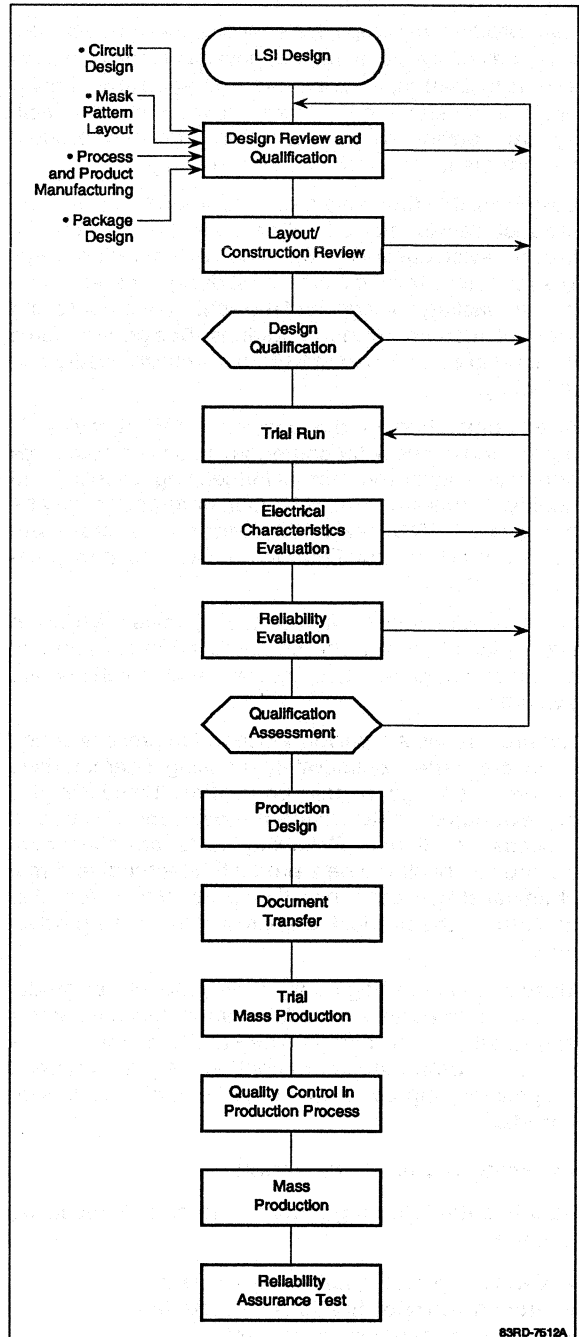 LSI Design
• Circuit
Design
• Mask
Pattern
Layout
• Process
and Product
Manufacturing
• Package
Design
Design Review and
Qualification
Layout/
Construction Review
Design
Qualification
Trial Run
Electrical
Characteristics
Evaluation
Reliability
Evaluation
Qualification
Assessment
Production
Design
Document
Transfer
Trial
Mass Production
Quality Control in
Production Process
Mass
Production
Reliability
Assurance Test
83RD-7512A